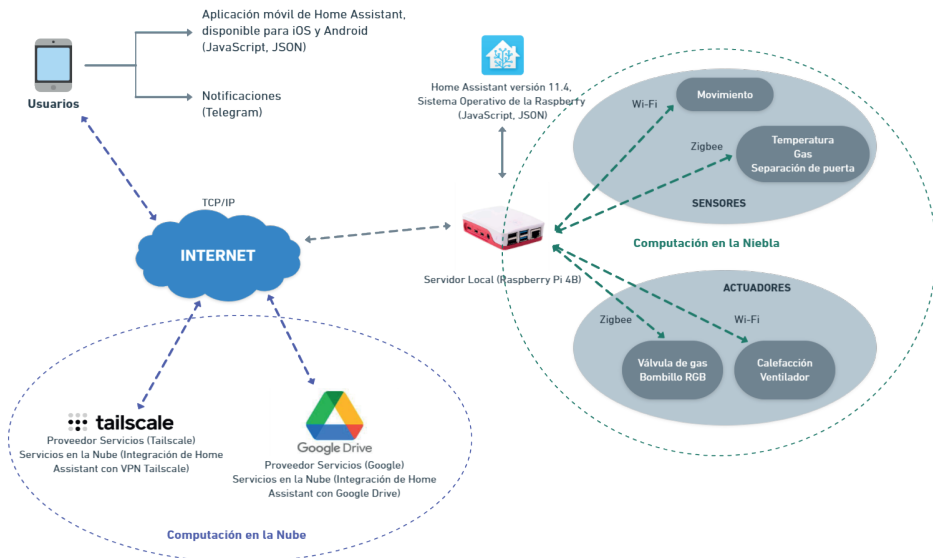 Aplicación móvil de Home Assistant,
disponible para iOS y Android
(JavaScript, JSON)
Usuarios
Notificaciones
(Telegram)
Home Assistant versión 11.4,
Sistema Operativo de la Raspberry
(JavaScript, JSON)
Wi-Fi
Movimiento
Zigbee
Temperatura
Gas
Separación de puerta
SENSORES
TCP/IP
INTERNET
Servidor Local (Raspberry Pi 4B)
Computación en la Niebla
ACTUADORES
Zigbee
Wi-Fi
Válvula de gas
Bombillo RGB
Calefacción
Ventilador
tailscale
Proveedor Servicios (Tailscale)
Servicios en la Nube (Integración de Home
Assistant con VPN Tailscale)
Google Drive
Proveedor Servicios (Google)
Servicios en la Nube (Integración de Home
Assistant con Google Drive)
Computación en la Nube